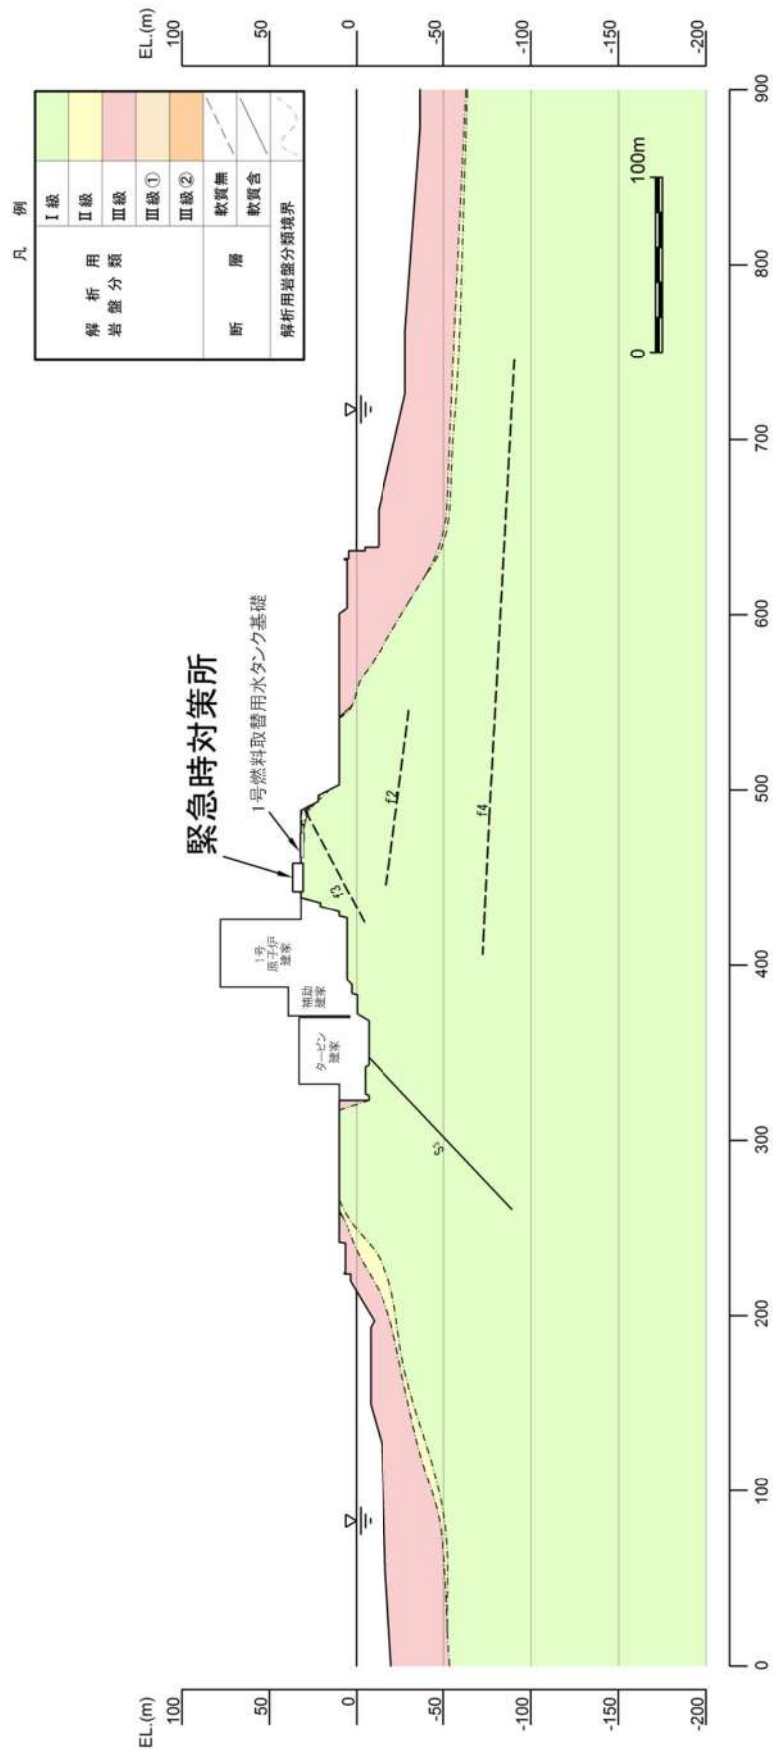 凡 例
解 析 用
岩 盤 分 類
Ⅰ級
Ⅱ級
Ⅲ級
Ⅲ級①
Ⅲ級②
断 層
軟質無
軟質含
解析用岩盤分類境界
EL.(m)
100
50
0
-50
-100
-150
-200
EL.(m)
100
50
0
-50
-100
-150
-200
緊急時対策所
1号燃料取替用水タンク基礎
1号
原子炉
建家
補助
建家
タービン
建家
f3
f2
f4
0
100m
0
100
200
300
400
500
600
700
800
900